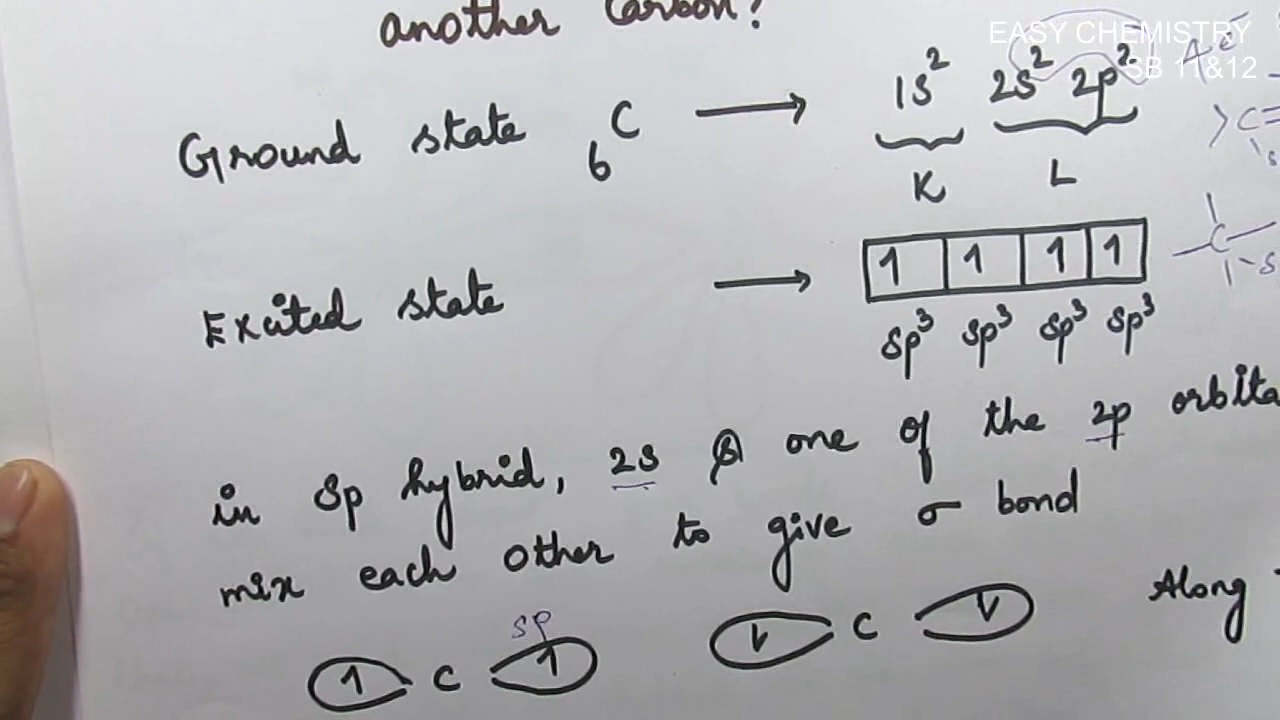 another Carbon?
EASY CHEMISTRY
SB 11&12
Ground state ₆C → 1s² 2s² 2p²
K L
Excited state → 1 1 1 1
sp³ sp³ sp³ sp³
in sp hybrid, 2s & one of the 2p orbita
mix each other to give σ bond
Along
sp
1 C 1 1 C 1